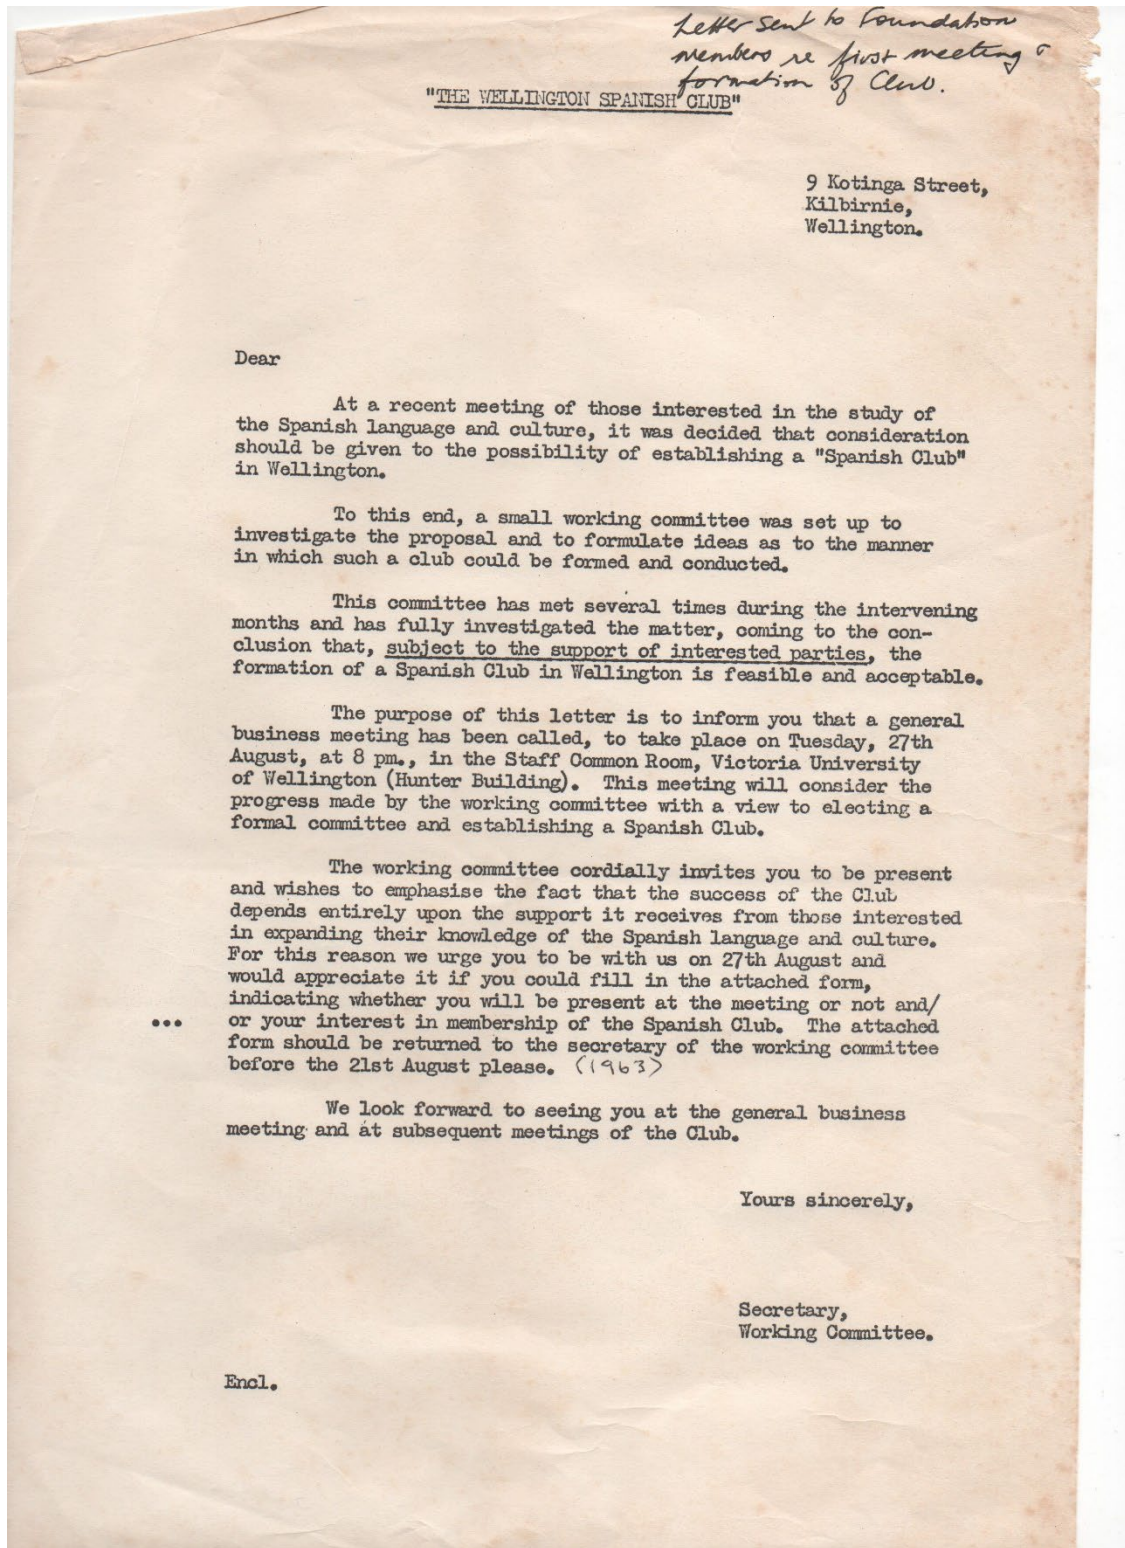 Letter sent to Foundation
members re first meeting &
formation of Club.
"THE WELLINGTON SPANISH CLUB"
9 Kotinga Street,
Kilbirnie,
Wellington.
Dear
At a recent meeting of those interested in the study of
the Spanish language and culture, it was decided that consideration
should be given to the possibility of establishing a "Spanish Club"
in Wellington.
To this end, a small working committee was set up to
investigate the proposal and to formulate ideas as to the manner
in which such a club could be formed and conducted.
This committee has met several times during the intervening
months and has fully investigated the matter, coming to the con-
clusion that, subject to the support of interested parties, the
formation of a Spanish Club in Wellington is feasible and acceptable.
The purpose of this letter is to inform you that a general
business meeting has been called, to take place on Tuesday, 27th
August, at 8 pm., in the Staff Common Room, Victoria University
of Wellington (Hunter Building). This meeting will consider the
progress made by the working committee with a view to electing a
formal committee and establishing a Spanish Club.
The working committee cordially invites you to be present
and wishes to emphasise the fact that the success of the Club
depends entirely upon the support it receives from those interested
in expanding their knowledge of the Spanish language and culture.
For this reason we urge you to be with us on 27th August and
would appreciate it if you could fill in the attached form,
indicating whether you will be present at the meeting or not and/
... or your interest in membership of the Spanish Club. The attached
form should be returned to the secretary of the working committee
before the 21st August please. (1963)
We look forward to seeing you at the general business
meeting and at subsequent meetings of the Club.
Yours sincerely,
Secretary,
Working Committee.
Encl.